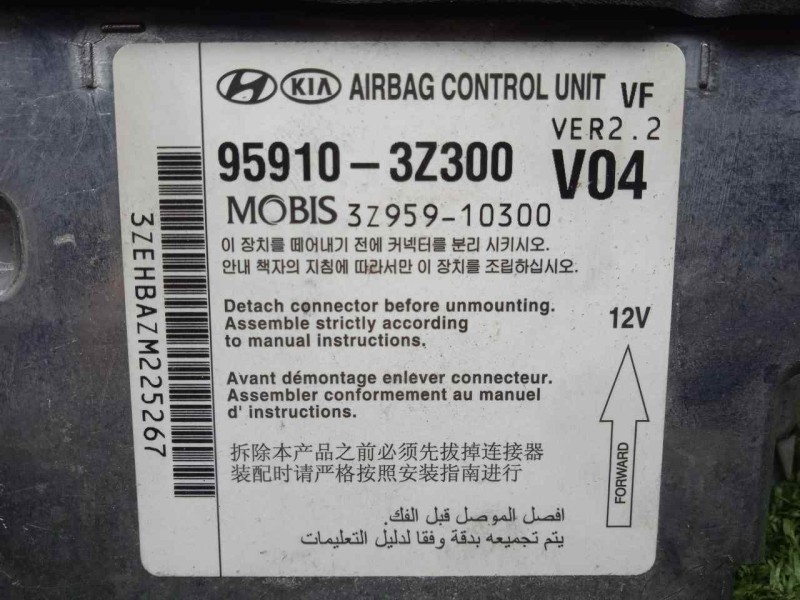 HYUNDAI KIA AIRBAG CONTROL UNIT VF
VER2.2
95910-3Z300 V04
MOBIS 3Z959-10300
이 장치를 떼어내기 전에 커넥터를 분리 시키시오.
안내 책자의 지침에 따라서만 이 장치를 조립하십시오.
Detach connector before unmounting.
Assemble strictly according
to manual instructions.
12V
Avant démontage enlever connecteur.
Assembler conformement au manuel
d' instructions.
拆除本产品之前必须先拔掉连接器
装配时请严格按照安装指南进行
FORWARD
افصل الموصل قبل الفك.
يتم تجميعه بدقة وفقا لدليل التعليمات
3ZEHBAZM225267